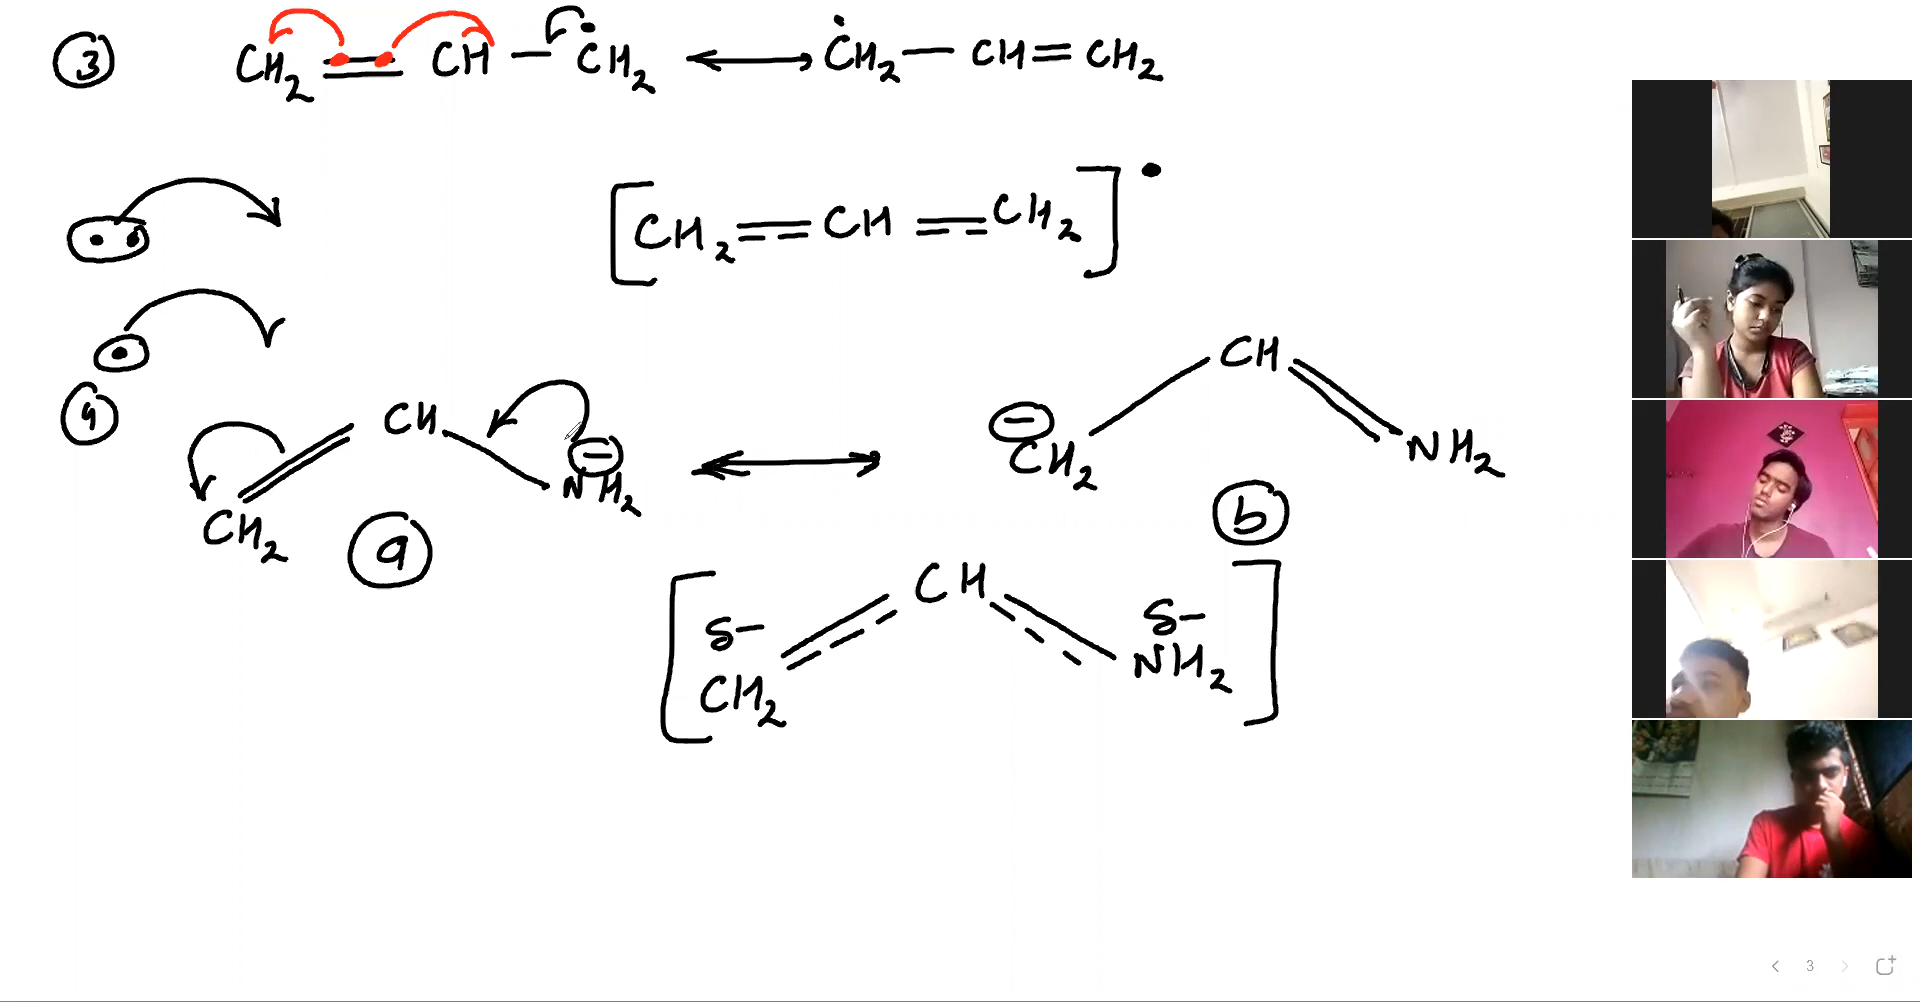 ③ CH₂ = CH – ĊH₂ ⟷ ĊH₂ – CH = CH₂
[CH₂ == CH == CH₂]•
④ CH₂ = CH – N⊖H₂ ⟷ ⊖CH₂ – CH = NH₂
ⓐ ⓑ
[δ– CH₂ == CH == δ– NH₂]
3